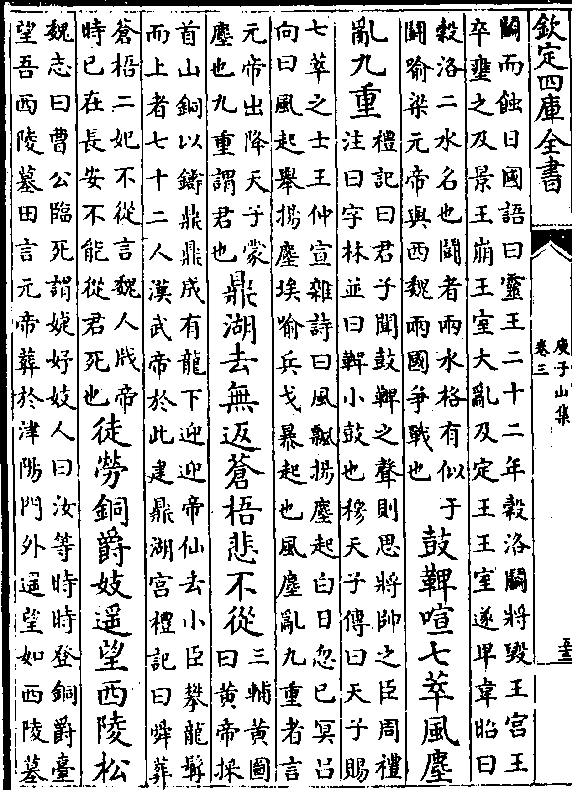 欽定四庫全書
庾子山集
卷三
鬭而蝕日國語曰靈王二十二年榖洛鬭將毀王宫王
卒壅之及景王崩王室大亂及定王王室遂卑韋昭曰
榖洛二水名也鬭者兩水格有似于
鬭喻梁元帝與西魏兩國爭戰也
鼓鞞喧七萃風塵
亂九重
禮記曰君子聞鼓鞞之聲則思將帥之臣周禮
注曰字林並曰鞞小鼓也穆天子傳曰天子賜
七萃之士王仲宣雜詩曰風飄揚塵起白日忽已冥吕
向曰風起舉揚塵埃喻兵戈暴起也風塵亂九重者言
元帝出降天子蒙
塵也九重謂君也
鼎湖去無返蒼梧悲不從
三輔黄圖
曰黄帝採
首山銅以鑄鼎鼎成有龍下迎迎帝仙去小臣攀龍髯
而上者七十二人漢武帝於此建鼎湖宫禮記曰舜葬
蒼梧二妃不從言魏人戕帝
時已在長安不能從君死也
徒勞銅爵妓遥望西陵松
魏志曰曹公臨死謂婕妤妓人曰汝等時時登銅爵臺
望吾西陵墓田言元帝葬於津陽門外遥望如西陵墓